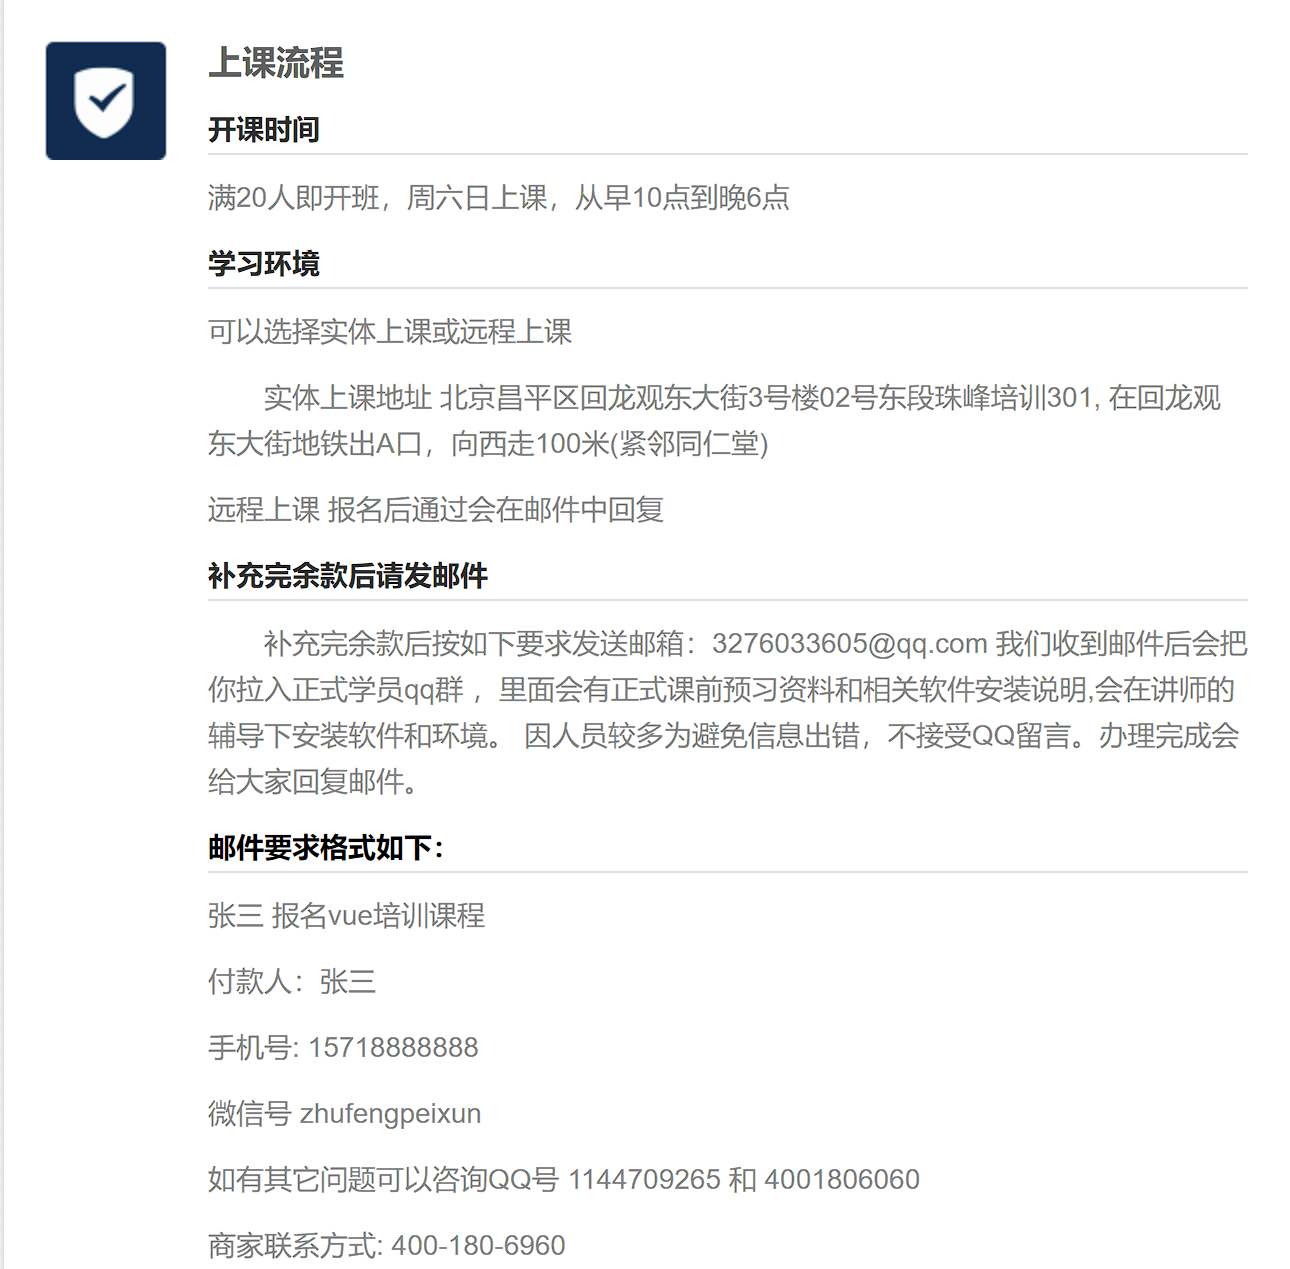 上课流程
开课时间
满20人即开班，周六日上课，从早10点到晚6点
学习环境
可以选择实体上课或远程上课
实体上课地址 北京昌平区回龙观东大街3号楼02号东段珠峰培训301, 在回龙观
东大街地铁出A口，向西走100米(紧邻同仁堂)
远程上课 报名后通过会在邮件中回复
补充完余款后请发邮件
补充完余款后按如下要求发送邮箱：3276033605@qq.com 我们收到邮件后会把
你拉入正式学员qq群 ，里面会有正式课前预习资料和相关软件安装说明,会在讲师的
辅导下安装软件和环境。 因人员较多为避免信息出错，不接受QQ留言。办理完成会
给大家回复邮件。
邮件要求格式如下：
张三 报名vue培训课程
付款人：张三
手机号: 15718888888
微信号 zhufengpeixun
如有其它问题可以咨询QQ号 1144709265 和 4001806060
商家联系方式: 400-180-6960